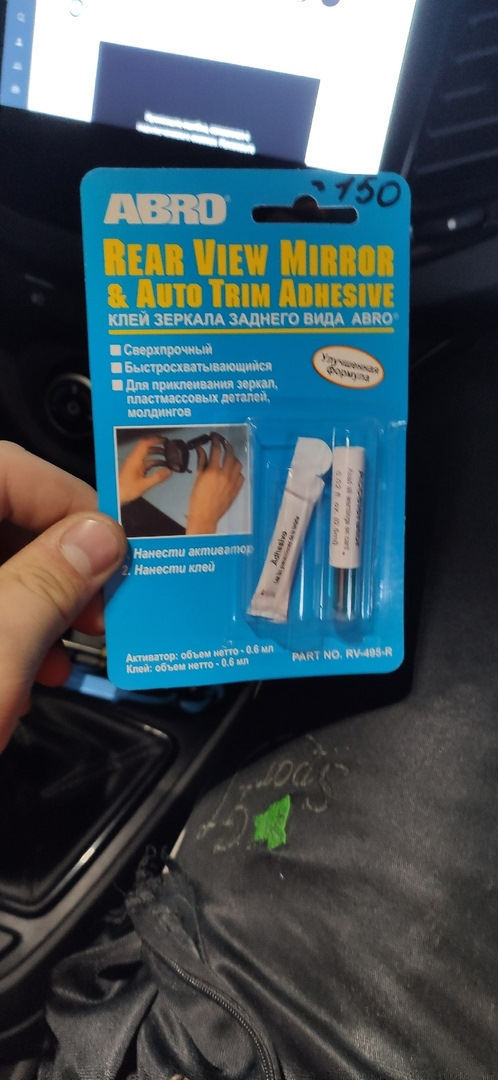 150
ABRO®
REAR VIEW MIRROR
& AUTO TRIM ADHESIVE
КЛЕЙ ЗЕРКАЛА ЗАДНЕГО ВИДА ABRO®
Сверхпрочный
Быстросхватывающийся
Для приклеивания зеркал,
пластмассовых деталей,
молдингов
Улучшенная
формула
Adhesive
Нанести активатор
2. Нанести клей
Активатор: объем нетто - 0.6 мл
Клей: объем нетто - 0.6 мл
PART NO. RV-495-R